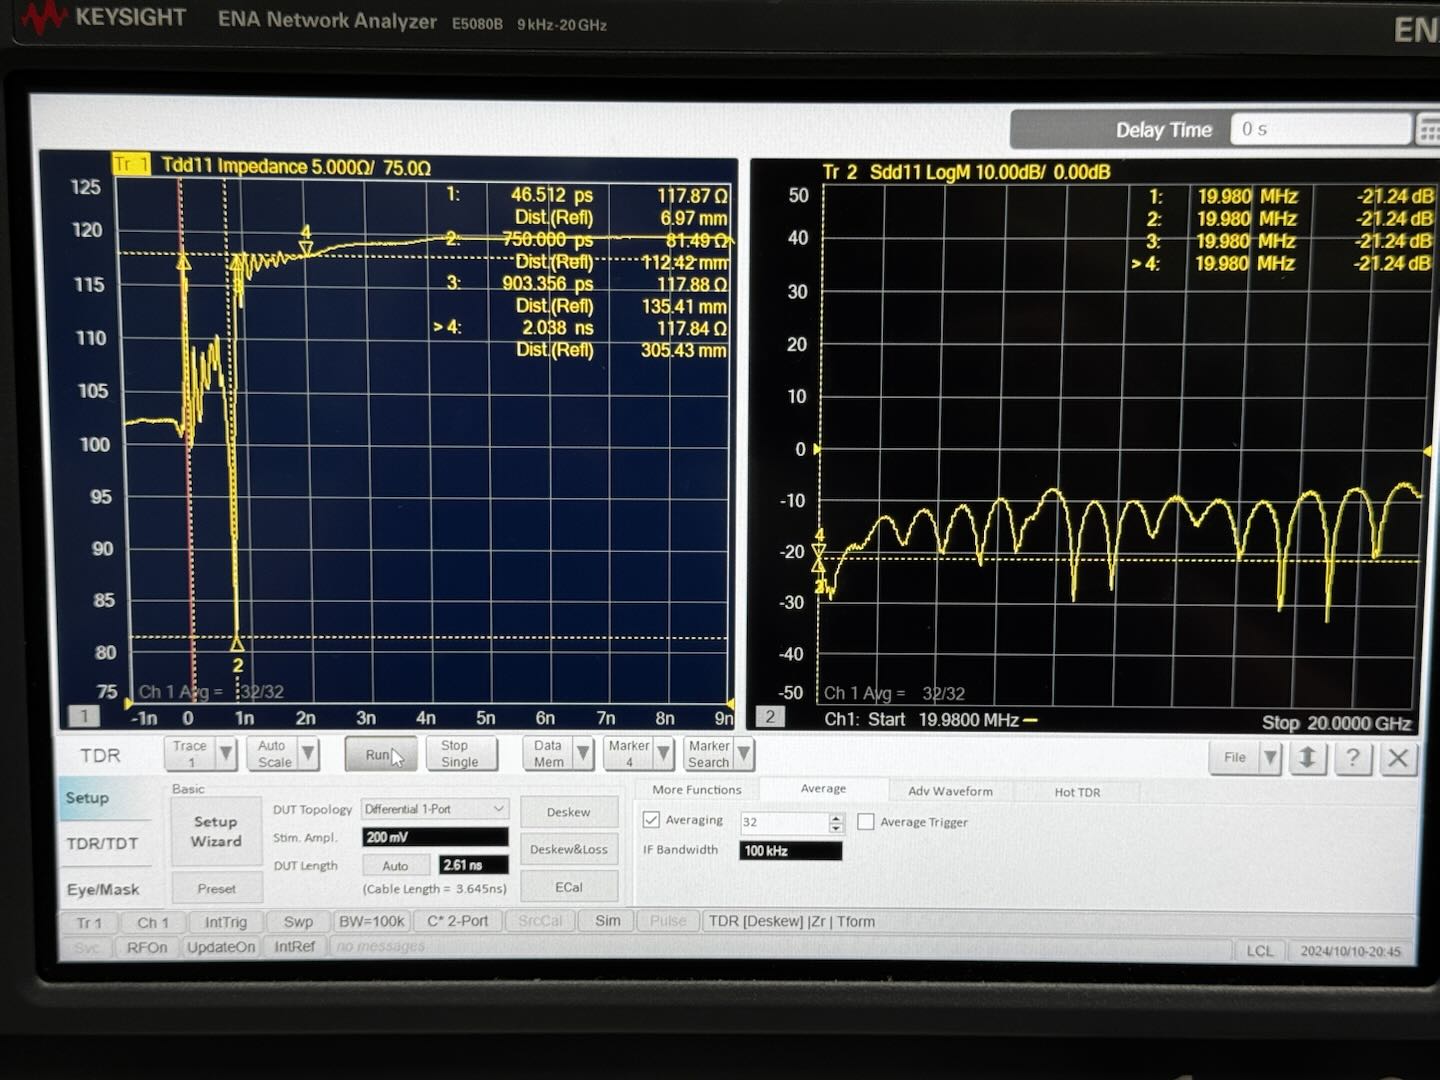 KEYSIGHT ENA Network Analyzer E5080B 9kHz-20GHz
Delay Time 0 s
Tr 1 Tdd11 Impedance 5.000Ω/ 75.0Ω
125
120
115
110
105
100
95
90
85
80
75
1: 46.512 ps 117.87 Ω
Dist.(Refl) 6.97 mm
2: 750.000 ps 81.49 Ω
Dist.(Refl) 112.42 mm
3: 903.356 ps 117.88 Ω
Dist.(Refl) 135.41 mm
>4: 2.038 ns 117.84 Ω
Dist.(Refl) 305.43 mm
4
2
Ch 1 Avg = 32/32
1
-1n 0 1n 2n 3n 4n 5n 6n 7n 8n 9n
Tr 2 Sdd11 LogM 10.00dB/ 0.00dB
50
40
30
20
10
0
-10
-20
-30
-40
-50
1: 19.980 MHz -21.24 dB
2: 19.980 MHz -21.24 dB
3: 19.980 MHz -21.24 dB
>4: 19.980 MHz -21.24 dB
4
Ch 1 Avg = 32/32
2
Ch1: Start 19.9800 MHz
Stop 20.0000 GHz
TDR
Trace 1
Auto Scale
Run
Stop Single
Data Mem
Marker 4
Marker Search
File
?
Setup
TDR/TDT
Eye/Mask
Basic
Setup Wizard
Preset
DUT Topology Differential 1-Port
Stim. Ampl. 200 mV
DUT Length Auto 2.61 ns
(Cable Length = 3.645ns)
Deskew
Deskew&Loss
ECal
More Functions Average Adv Waveform Hot TDR
Averaging 32 Average Trigger
IF Bandwidth 100 kHz
Tr 1 Ch 1 IntTrig Swp BW=100k C* 2-Port SrcCal Sim Pulse TDR [Deskew] |Zr | Tform
Svc RFOn UpdateOn IntRef no messages LCL 2024/10/10-20:45